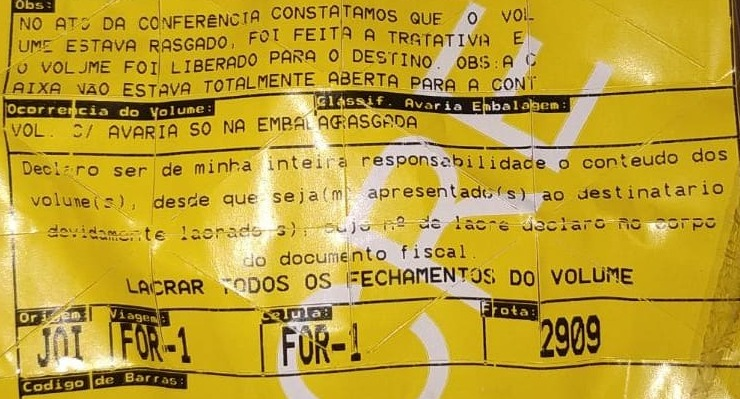 Obs:
NO ATO DA CONFERÊNCIA CONSTATAMOS QUE O VOL
UME ESTAVA RASGADO, FOI FEITA A TRATATIVA E
O VOLUME FOI LIBERADO PARA O DESTINO. OBS:A C
AIXA NÃO ESTAVA TOTALMENTE ABERTA PARA A CONT
Ocorrencia do Volume: Classif. Avaria Embalagem:
VOL. C/ AVARIA SO NA EMBALAGRASGADA
Declaro ser de minha inteira responsabilidade o conteudo dos
volume(s), desde que seja(m) apresentado(s) ao destinatario
devidamente lacrado(s), cujo nº de lacre declaro no corpo
do documento fiscal.
LACRAR TODOS OS FECHAMENTOS DO VOLUME
Origem: Viagem: Celula: Frota:
JOI FOR-1 FOR-1 2909
Codigo de Barras: